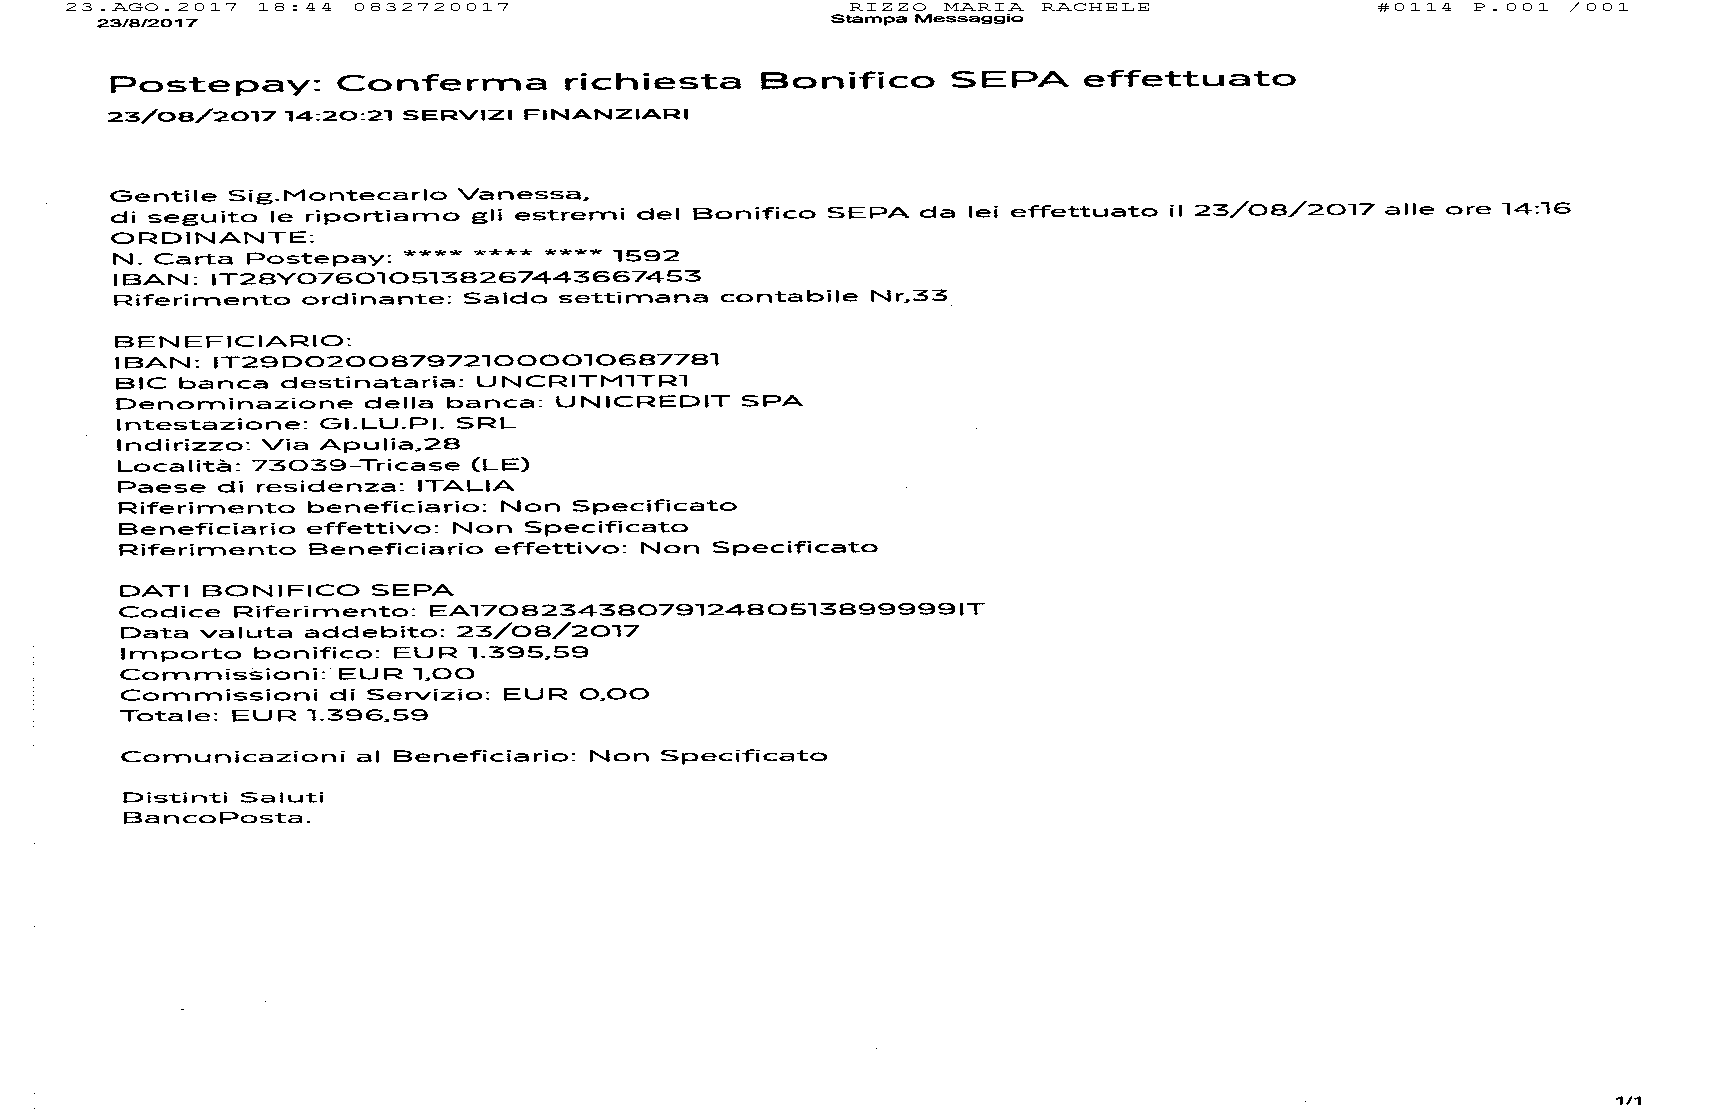 23.AGO.2017 18:44 0832720017 RIZZO MARIA RACHELE #0114 P.001 /001
23/8/2017 Stampa Messaggio
Postepay: Conferma richiesta Bonifico SEPA effettuato
23/08/2017 14:20:21 SERVIZI FINANZIARI
Gentile Sig.Montecarlo Vanessa,
di seguito le riportiamo gli estremi del Bonifico SEPA da lei effettuato il 23/08/2017 alle ore 14:16
ORDINANTE:
N. Carta Postepay: **** **** **** 1592
IBAN: IT28Y0760105138267443667453
Riferimento ordinante: Saldo settimana contabile Nr,33
BENEFICIARIO:
IBAN: IT29D0200879721000010687781
BIC banca destinataria: UNCRITM1TR1
Denominazione della banca: UNICREDIT SPA
Intestazione: GI.LU.PI. SRL
Indirizzo: Via Apulia,28
Località: 73039-Tricase (LE)
Paese di residenza: ITALIA
Riferimento beneficiario: Non Specificato
Beneficiario effettivo: Non Specificato
Riferimento Beneficiario effettivo: Non Specificato
DATI BONIFICO SEPA
Codice Riferimento: EA17082343807912480513899999IT
Data valuta addebito: 23/08/2017
Importo bonifico: EUR 1.395,59
Commissioni: EUR 1,00
Commissioni di Servizio: EUR 0,00
Totale: EUR 1.396,59
Comunicazioni al Beneficiario: Non Specificato
Distinti Saluti
BancoPosta.
1/1